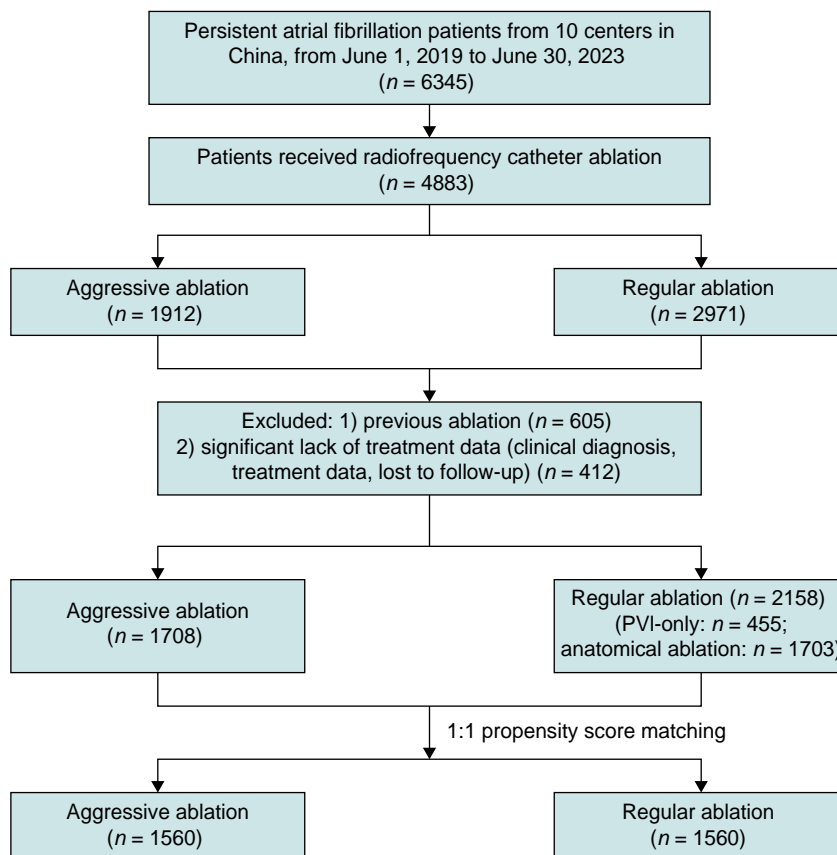 Persistent atrial fibrillation patients from 10 centers in
China, from June 1, 2019 to June 30, 2023
(n = 6345)
Patients received radiofrequency catheter ablation
(n = 4883)
Aggressive ablation
(n = 1912)
Regular ablation
(n = 2971)
Excluded: 1) previous ablation (n = 605)
2) significant lack of treatment data (clinical diagnosis,
treatment data, lost to follow-up) (n = 412)
Aggressive ablation
(n = 1708)
Regular ablation (n = 2158)
(PVI-only: n = 455;
anatomical ablation: n = 1703)
1:1 propensity score matching
Aggressive ablation
(n = 1560)
Regular ablation
(n = 1560)